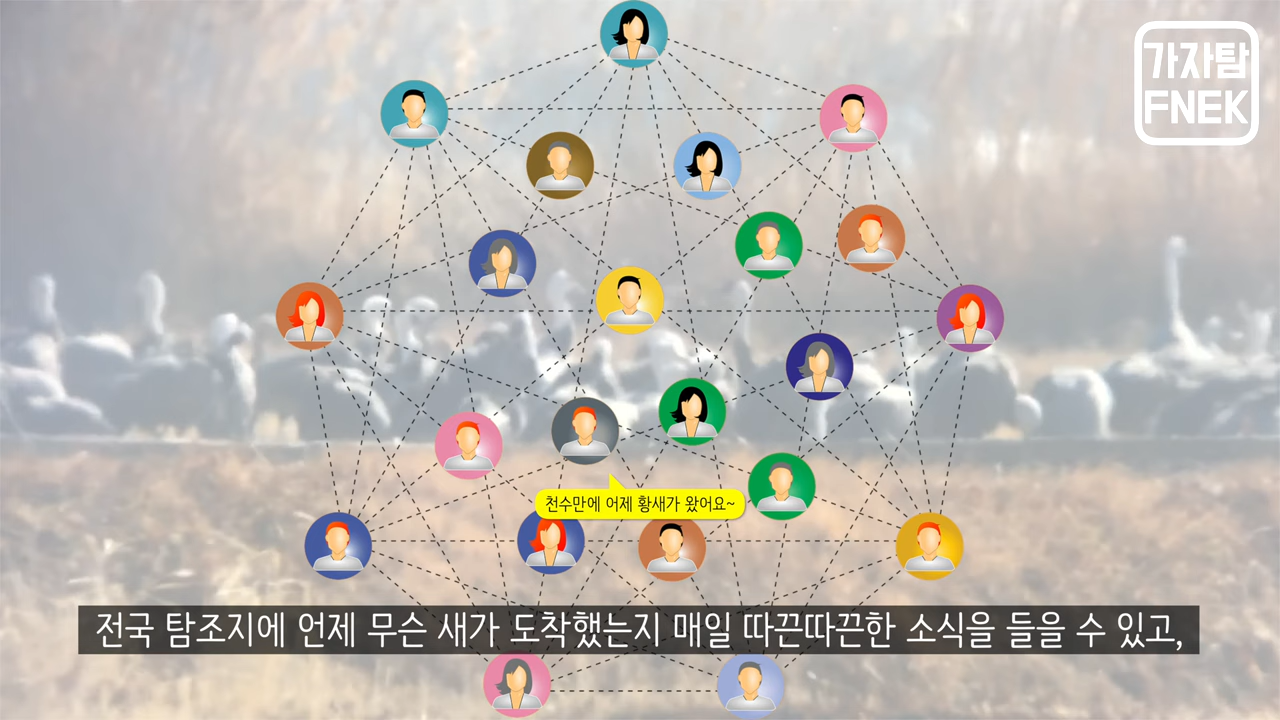 가자탐
FNEK
천수만에 어제 황새가 왔어요~
전국 탐조지에 언제 무슨 새가 도착했는지 매일 따끈따끈한 소식을 들을 수 있고,